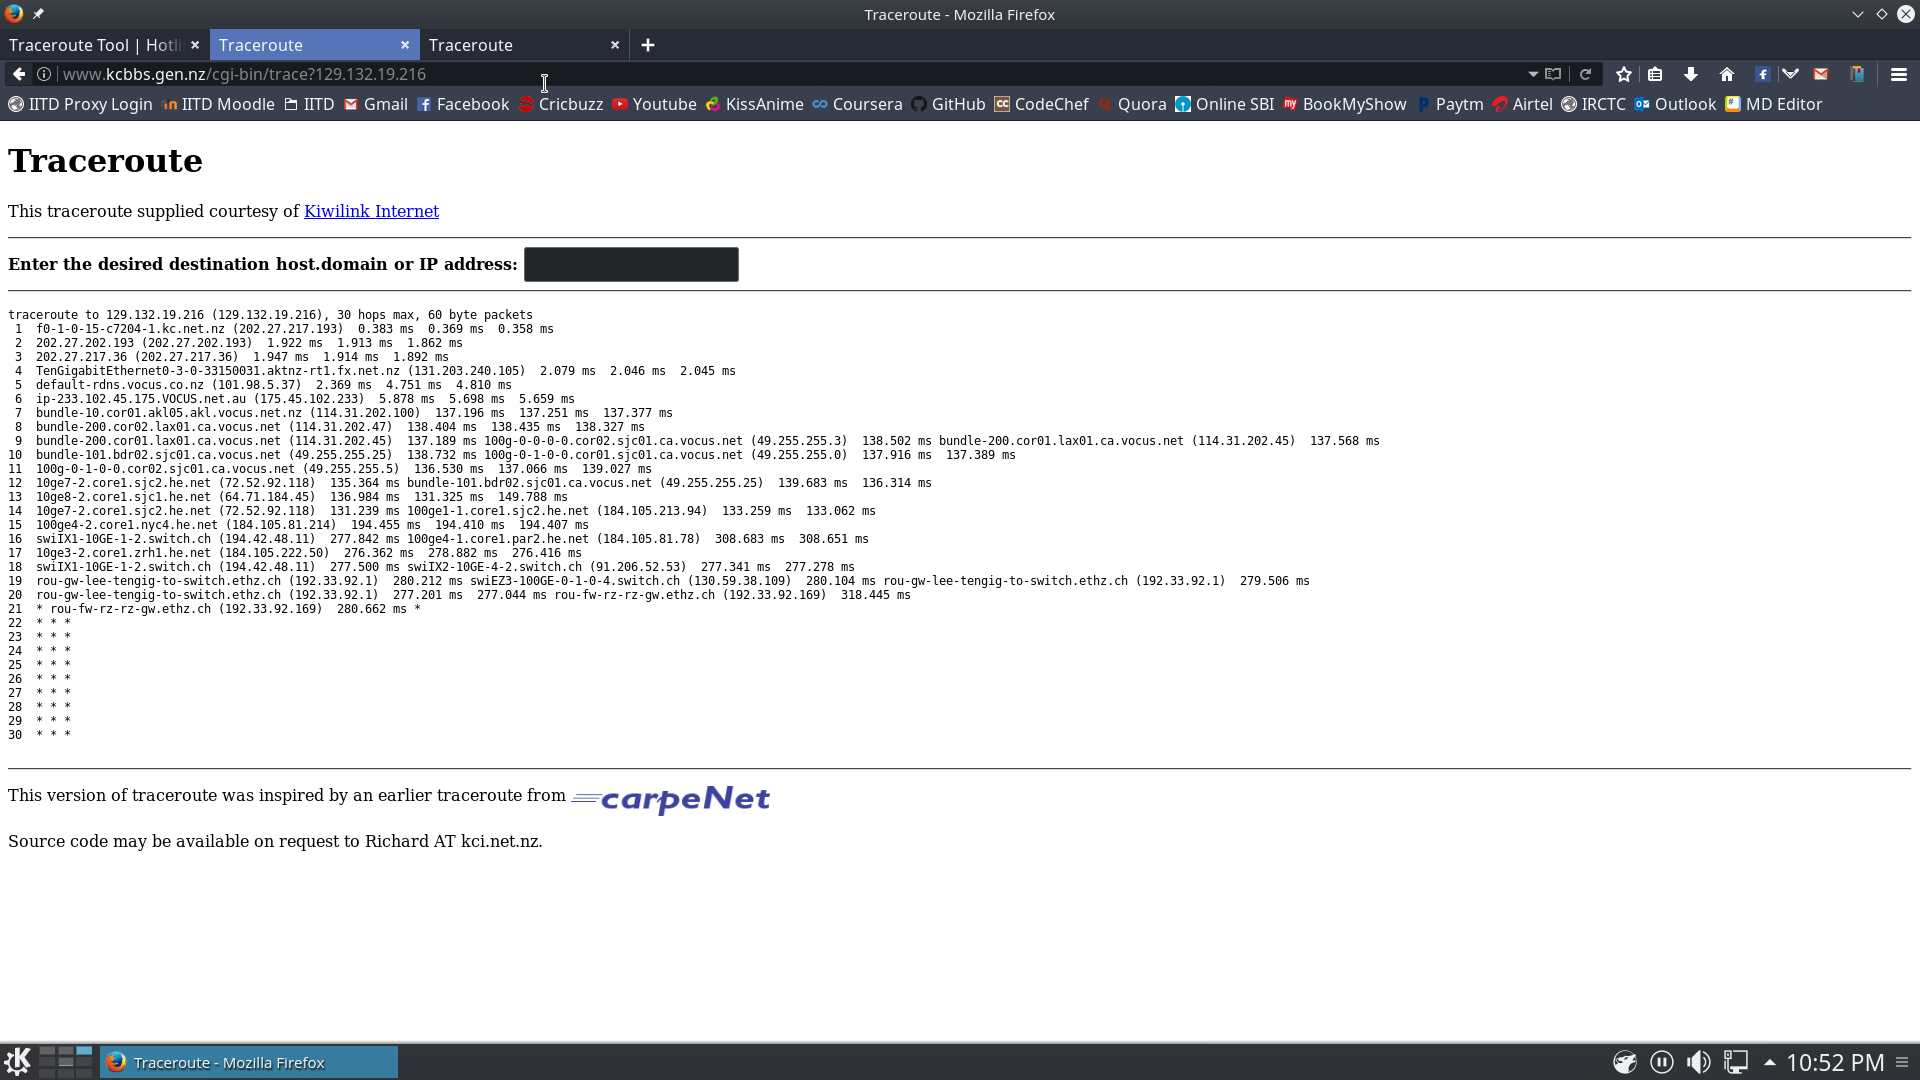 Traceroute - Mozilla Firefox
Traceroute Tool | Hotli
Traceroute
Traceroute
www.kcbbs.gen.nz/cgi-bin/trace?129.132.19.216
IITD Proxy Login IITD Moodle IITD Gmail Facebook Cricbuzz Youtube KissAnime Coursera GitHub CodeChef Quora Online SBI BookMyShow Paytm Airtel IRCTC Outlook MD Editor
Traceroute
This traceroute supplied courtesy of Kiwilink Internet
Enter the desired destination host.domain or IP address:
traceroute to 129.132.19.216 (129.132.19.216), 30 hops max, 60 byte packets
1 f0-1-0-15-c7204-1.kc.net.nz (202.27.217.193) 0.383 ms 0.369 ms 0.358 ms
2 202.27.202.193 (202.27.202.193) 1.922 ms 1.913 ms 1.862 ms
3 202.27.217.36 (202.27.217.36) 1.947 ms 1.914 ms 1.892 ms
4 TenGigabitEthernet0-3-0-33150031.aktnz-rt1.fx.net.nz (131.203.240.105) 2.079 ms 2.046 ms 2.045 ms
5 default-rdns.vocus.co.nz (101.98.5.37) 2.369 ms 4.751 ms 4.810 ms
6 ip-233.102.45.175.VOCUS.net.au (175.45.102.233) 5.878 ms 5.698 ms 5.659 ms
7 bundle-10.cor01.akl05.akl.vocus.net.nz (114.31.202.100) 137.196 ms 137.251 ms 137.377 ms
8 bundle-200.cor02.lax01.ca.vocus.net (114.31.202.47) 138.404 ms 138.435 ms 138.327 ms
9 bundle-200.cor01.lax01.ca.vocus.net (114.31.202.45) 137.189 ms 100g-0-0-0-0.cor02.sjc01.ca.vocus.net (49.255.255.3) 138.502 ms bundle-200.cor01.lax01.ca.vocus.net (114.31.202.45) 137.568 ms
10 bundle-101.bdr02.sjc01.ca.vocus.net (49.255.255.25) 138.732 ms 100g-0-1-0-0.cor01.sjc01.ca.vocus.net (49.255.255.0) 137.916 ms 137.389 ms
11 100g-0-1-0-0.cor02.sjc01.ca.vocus.net (49.255.255.5) 136.530 ms 137.066 ms 139.027 ms
12 10ge7-2.core1.sjc2.he.net (72.52.92.118) 135.364 ms bundle-101.bdr02.sjc01.ca.vocus.net (49.255.255.25) 139.683 ms 136.314 ms
13 10ge8-2.core1.sjc1.he.net (64.71.184.45) 136.984 ms 131.325 ms 149.788 ms
14 10ge7-2.core1.sjc2.he.net (72.52.92.118) 131.239 ms 100ge1-1.core1.sjc2.he.net (184.105.213.94) 133.259 ms 133.062 ms
15 100ge4-2.core1.nyc4.he.net (184.105.81.214) 194.455 ms 194.410 ms 194.407 ms
16 swiIX1-10GE-1-2.switch.ch (194.42.48.11) 277.842 ms 100ge4-1.core1.par2.he.net (184.105.81.78) 308.683 ms 308.651 ms
17 10ge3-2.core1.zrh1.he.net (184.105.222.50) 276.362 ms 278.882 ms 276.416 ms
18 swiIX1-10GE-1-2.switch.ch (194.42.48.11) 277.500 ms swiIX2-10GE-4-2.switch.ch (91.206.52.53) 277.341 ms 277.278 ms
19 rou-gw-lee-tengig-to-switch.ethz.ch (192.33.92.1) 280.212 ms swiEZ3-100GE-0-1-0-4.switch.ch (130.59.38.109) 280.104 ms rou-gw-lee-tengig-to-switch.ethz.ch (192.33.92.1) 279.506 ms
20 rou-gw-lee-tengig-to-switch.ethz.ch (192.33.92.1) 277.201 ms 277.044 ms rou-fw-rz-rz-gw.ethz.ch (192.33.92.169) 318.445 ms
21 * rou-fw-rz-rz-gw.ethz.ch (192.33.92.169) 280.662 ms *
22 * * *
23 * * *
24 * * *
25 * * *
26 * * *
27 * * *
28 * * *
29 * * *
30 * * *
This version of traceroute was inspired by an earlier traceroute from carpeNet
Source code may be available on request to Richard AT kci.net.nz.
Traceroute - Mozilla Firefox
10:52 PM